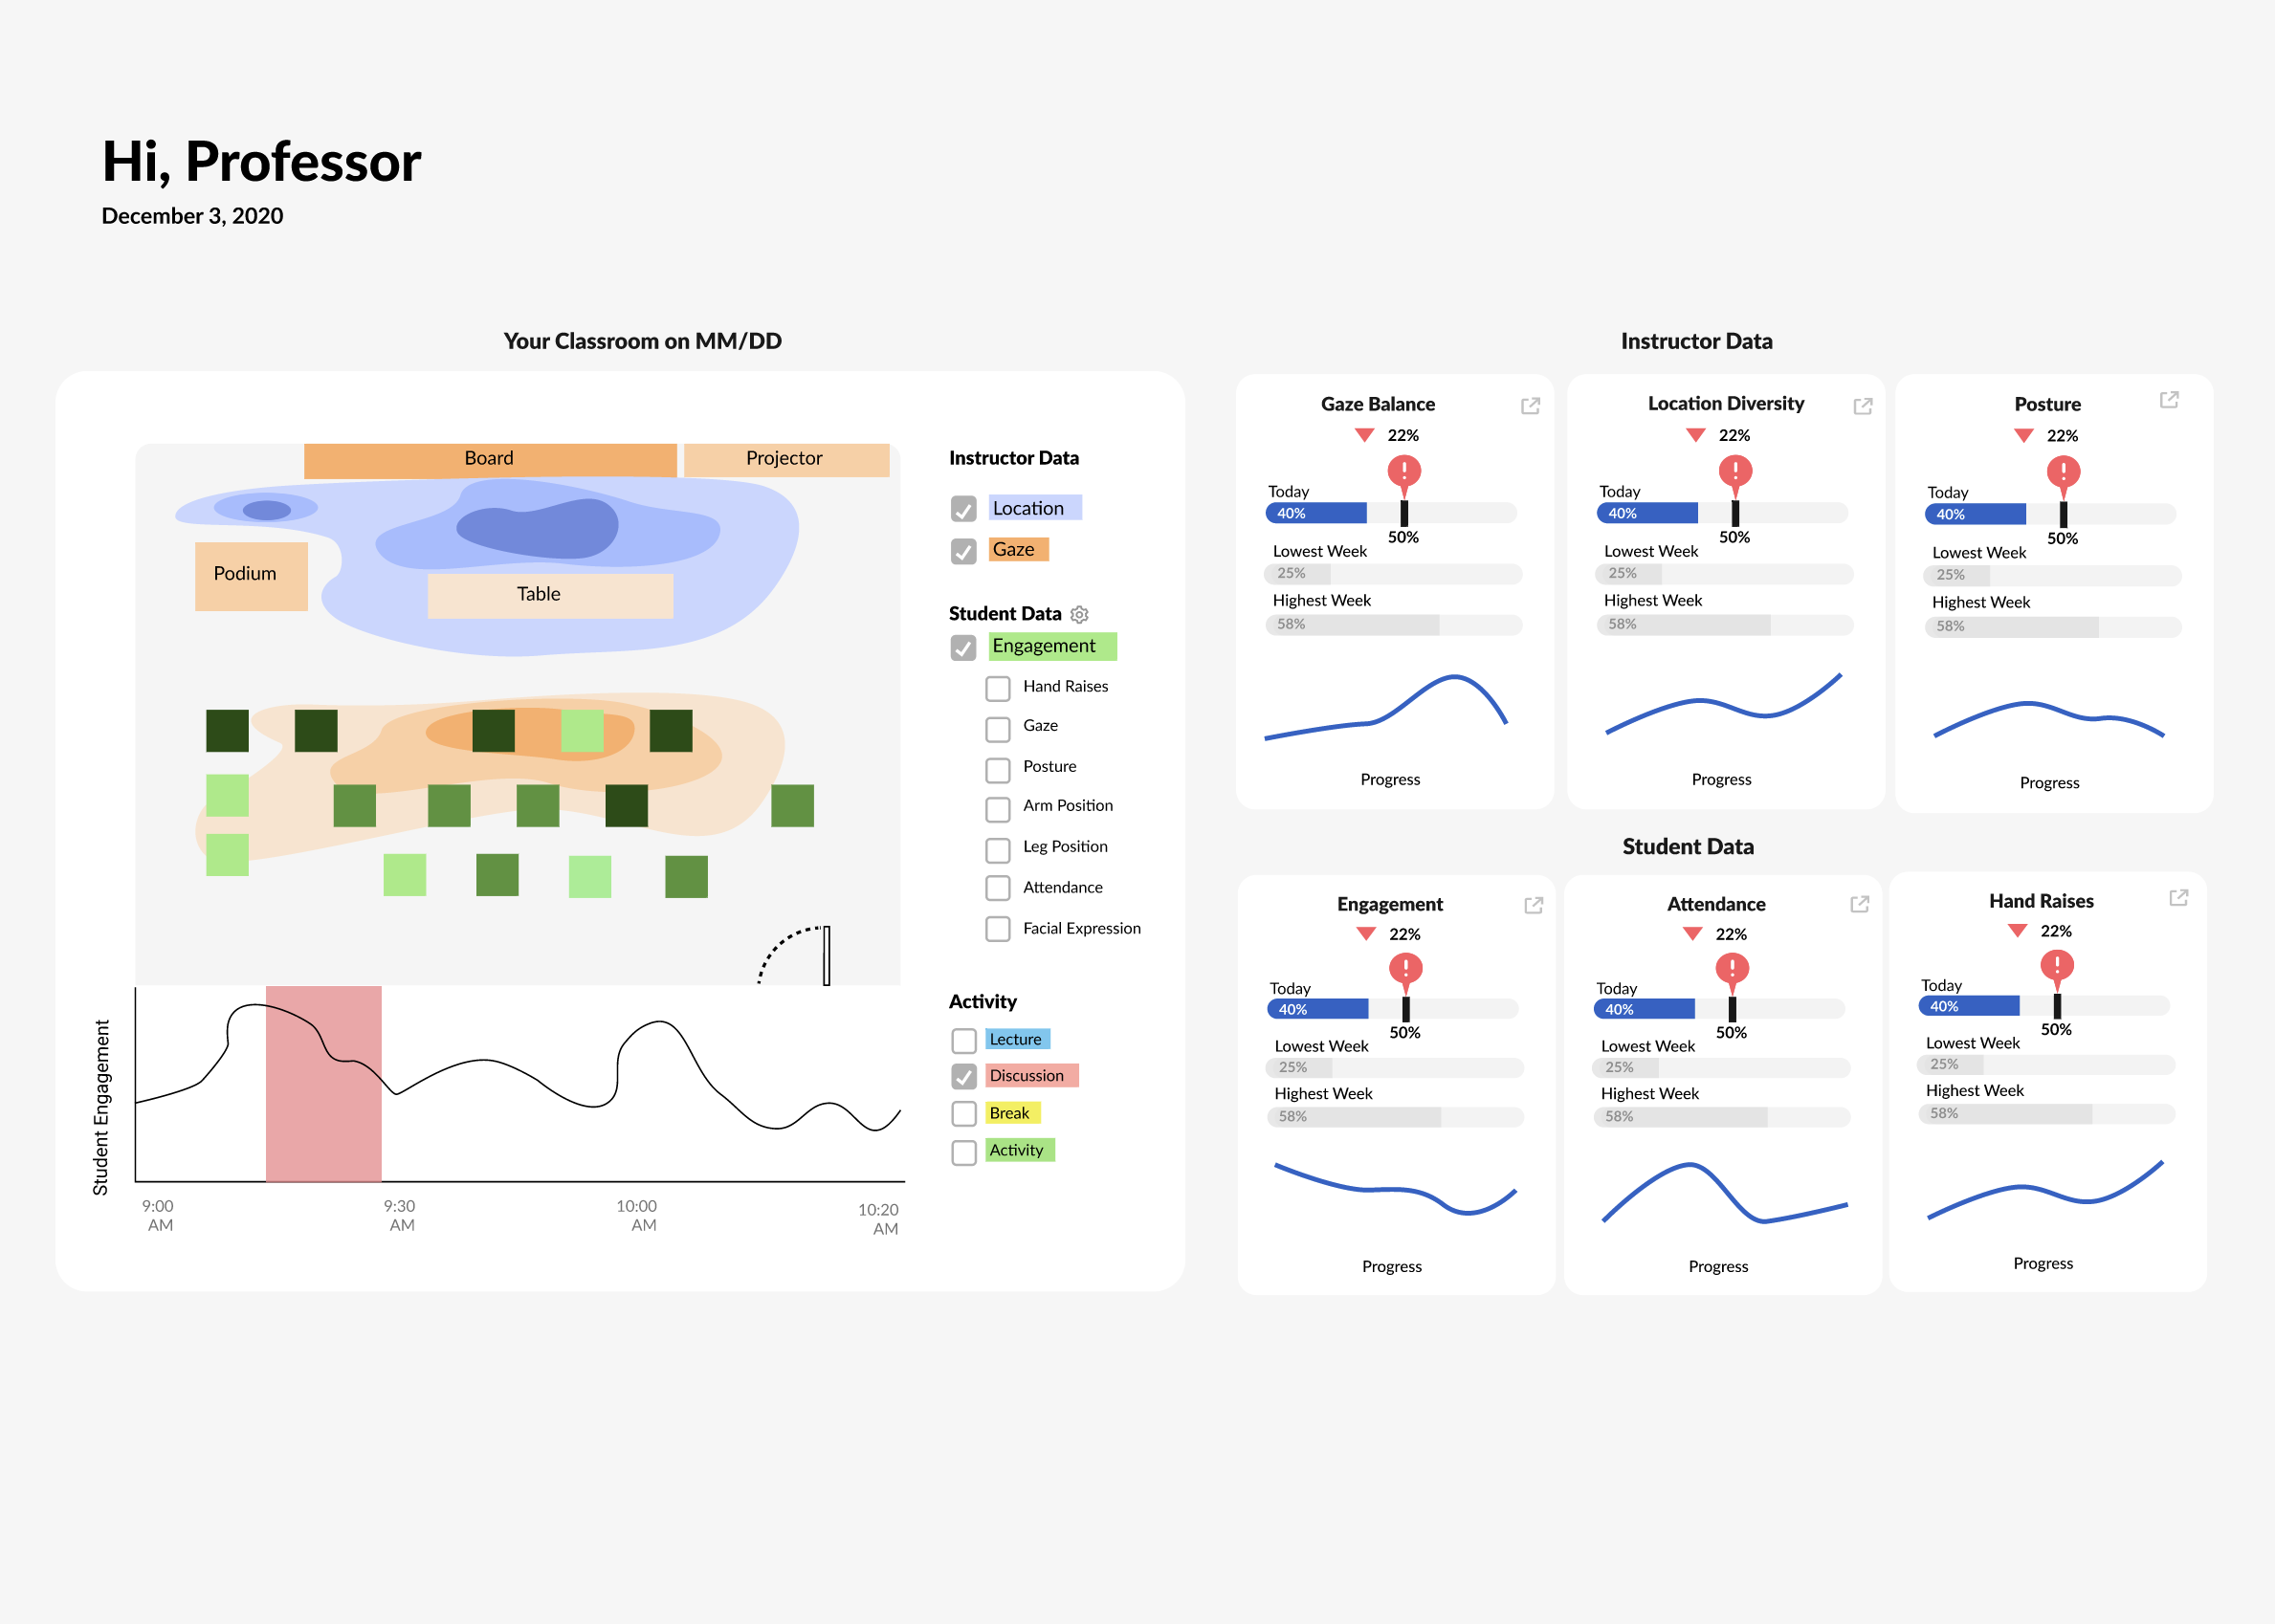 Hi, Professor
December 3, 2020
Your Classroom on MM/DD
Board
Projector
Podium
Table
Instructor Data
Location
Gaze
Student Data
Engagement
Hand Raises
Gaze
Posture
Arm Position
Leg Position
Attendance
Facial Expression
Activity
Lecture
Discussion
Break
Activity
Student Engagement
9:00
AM
9:30
AM
10:00
AM
10:20
AM
Instructor Data
Gaze Balance
22%
!
Today
40%
50%
Lowest Week
25%
Highest Week
58%
Progress
Location Diversity
22%
!
Today
40%
50%
Lowest Week
25%
Highest Week
58%
Progress
Posture
22%
!
Today
40%
50%
Lowest Week
25%
Highest Week
58%
Progress
Student Data
Engagement
22%
!
Today
40%
50%
Lowest Week
25%
Highest Week
58%
Progress
Attendance
22%
!
Today
40%
50%
Lowest Week
25%
Highest Week
58%
Progress
Hand Raises
22%
!
Today
40%
50%
Lowest Week
25%
Highest Week
58%
Progress